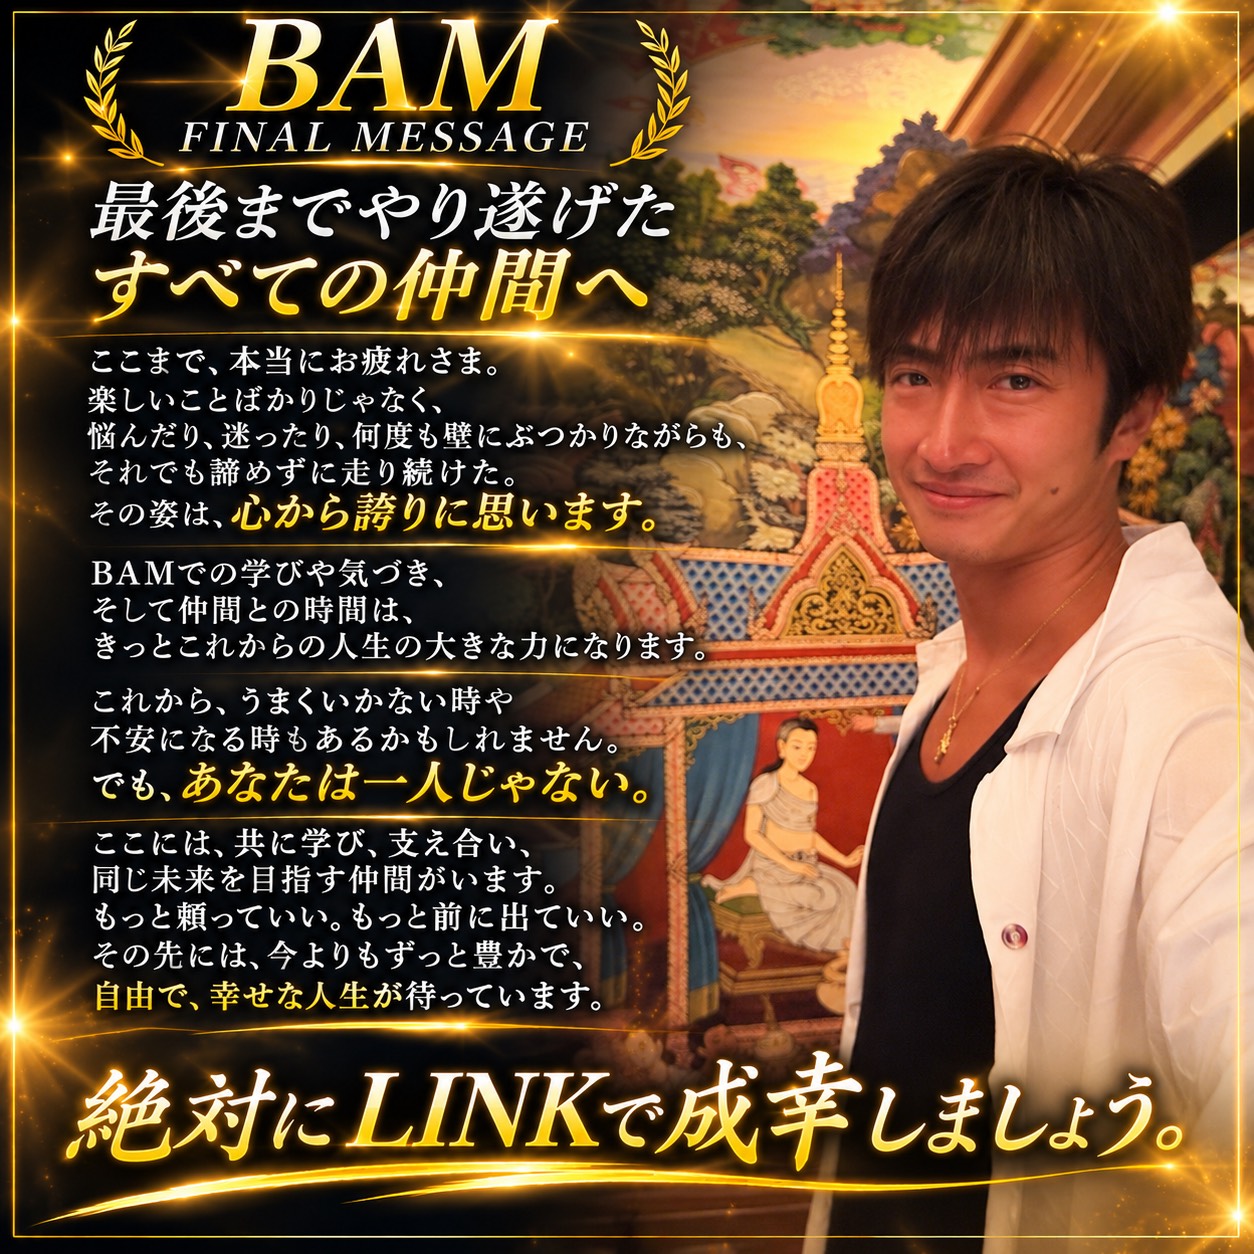 BAM
FINAL MESSAGE
最後までやり遂げた
すべての仲間へ
ここまで、本当にお疲れさま。
楽しいことばかりじゃなく、
悩んだり、迷ったり、何度も壁にぶつかりながらも、
それでも諦めずに走り続けた。
その姿は、心から誇りに思います。
BAMでの学びや気づき、
そして仲間との時間は、
きっとこれからの人生の大きな力になります。
これから、うまくいかない時や
不安になる時もあるかもしれません。
でも、あなたは一人じゃない。
ここには、共に学び、支え合い、
同じ未来を目指す仲間がいます。
もっと頼っていい。もっと前に出ていい。
その先には、今よりもずっと豊かで、
自由で、幸せな人生が待っています。
絶対にLINKで成幸しましょう。